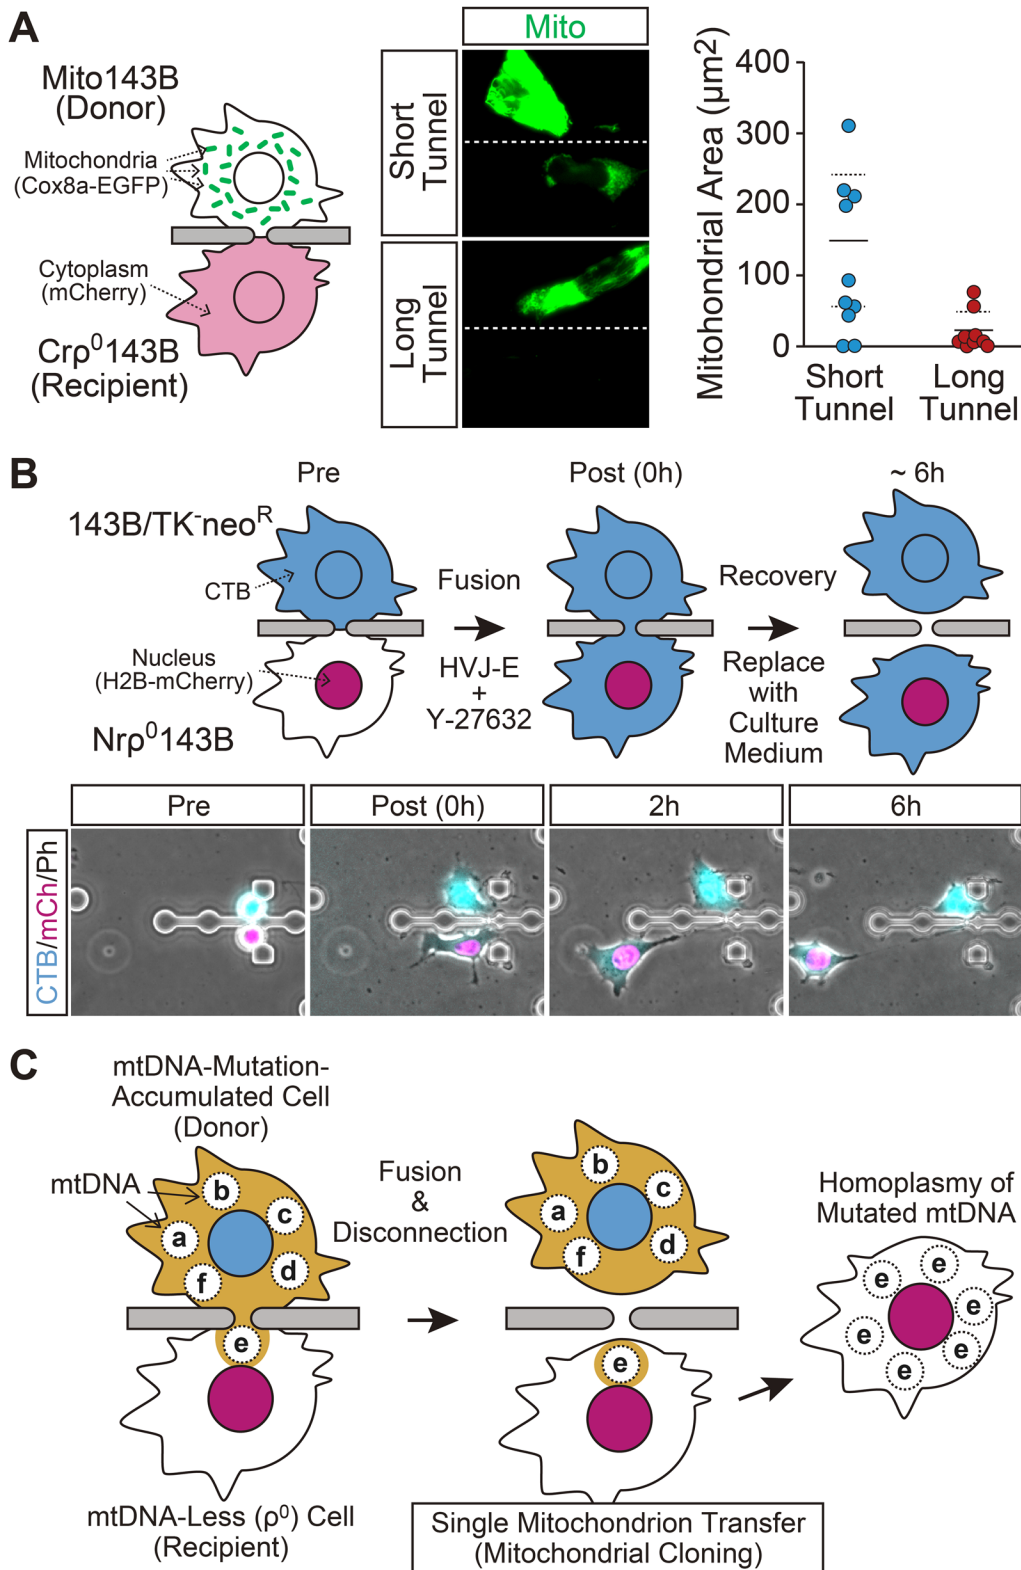 A
Mito143B
(Donor)
Mitochondria
(Cox8a-EGFP)
Cytoplasm
(mCherry)
Crρ⁰143B
(Recipient)
Mito
Short
Tunnel
Long
Tunnel
Mitohondrial Area (μm²)
400
300
200
100
0
Short
Tunnel
Long
Tunnel
B
Pre
Post (0h)
~ 6h
143B/TK⁻neoᴿ
CTB
Fusion
Recovery
Nucleus
(H2B-mCherry)
HVJ-E
+
Y-27632
Replace
with
Culture
Medium
Nrρ⁰143B
Pre
Post (0h)
2h
6h
CTB/mCh/Ph
C
mtDNA-Mutation-
Accumulated Cell
(Donor)
mtDNA
a
b
c
d
f
e
Fusion
&
Disconnection
a
b
c
d
f
e
Homoplasmy of
Mutated mtDNA
e
e
e
e
e
e
mtDNA-Less (ρ⁰) Cell
(Recipient)
Single Mitochondrion Transfer
(Mitochondrial Cloning)